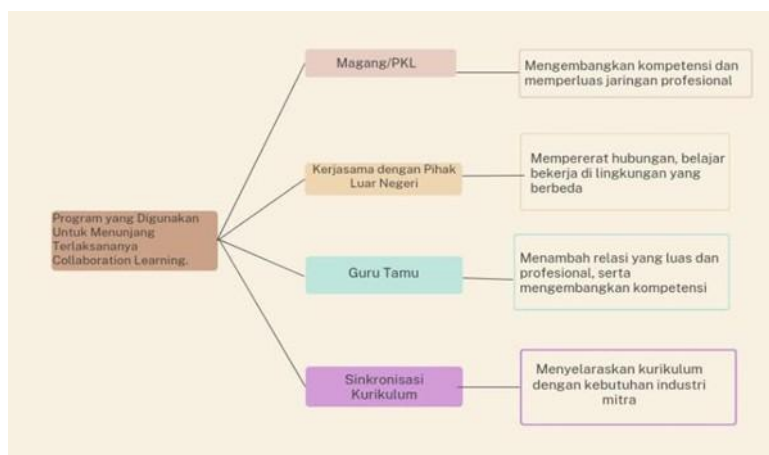 Program yang Digunakan
Untuk Menunjang
Terlaksananya
Collaboration Learning.
Magang/PKL
Mengembangkan kompetensi dan
memperluas jaringan profesional
Kerjasama dengan Pihak
Luar Negeri
Mempererat hubungan, belajar
bekerja di lingkungan yang
berbeda
Guru Tamu
Menambah relasi yang luas dan
profesional, serta
mengembangkan kompetensi
Sinkronisasi
Kurikulum
Menyelaraskan kurikulum
dengan kebutuhan industri
mitra